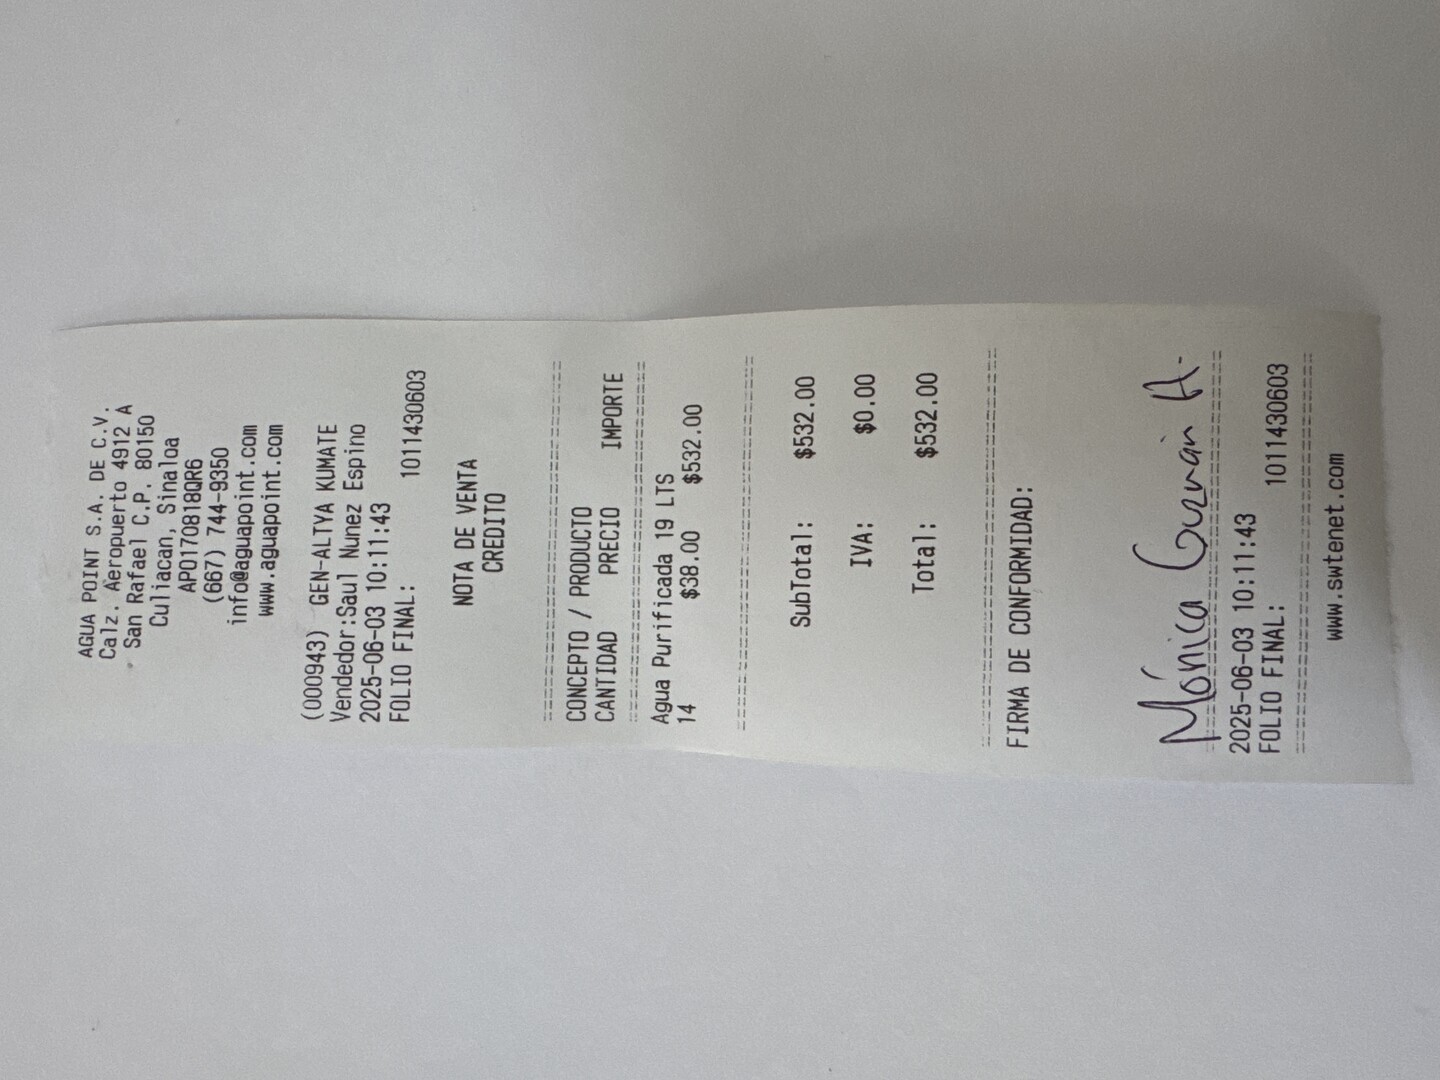 AGUA POINT S.A. DE C.V.
Calz. Aeropuerto 4912 A
San Rafael C.P. 80150
Culiacan, Sinaloa
APO170818QR6
(667) 744-9350
info@aguapoint.com
www.aguapoint.com
(000943) GEN-ALTYA KUMATE
Vendedor:Saul Nunez Espino
2025-06-03 10:11:43
FOLIO FINAL: 1011430603
NOTA DE VENTA
CREDITO
CONCEPTO / PRODUCTO
CANTIDAD PRECIO IMPORTE
Agua Purificada 19 LTS
14 $38.00 $532.00
SubTotal: $532.00
IVA: $0.00
Total: $532.00
FIRMA DE CONFORMIDAD:
Mónica Guzmán A.
2025-06-03 10:11:43
FOLIO FINAL: 1011430603
www.swtenet.com